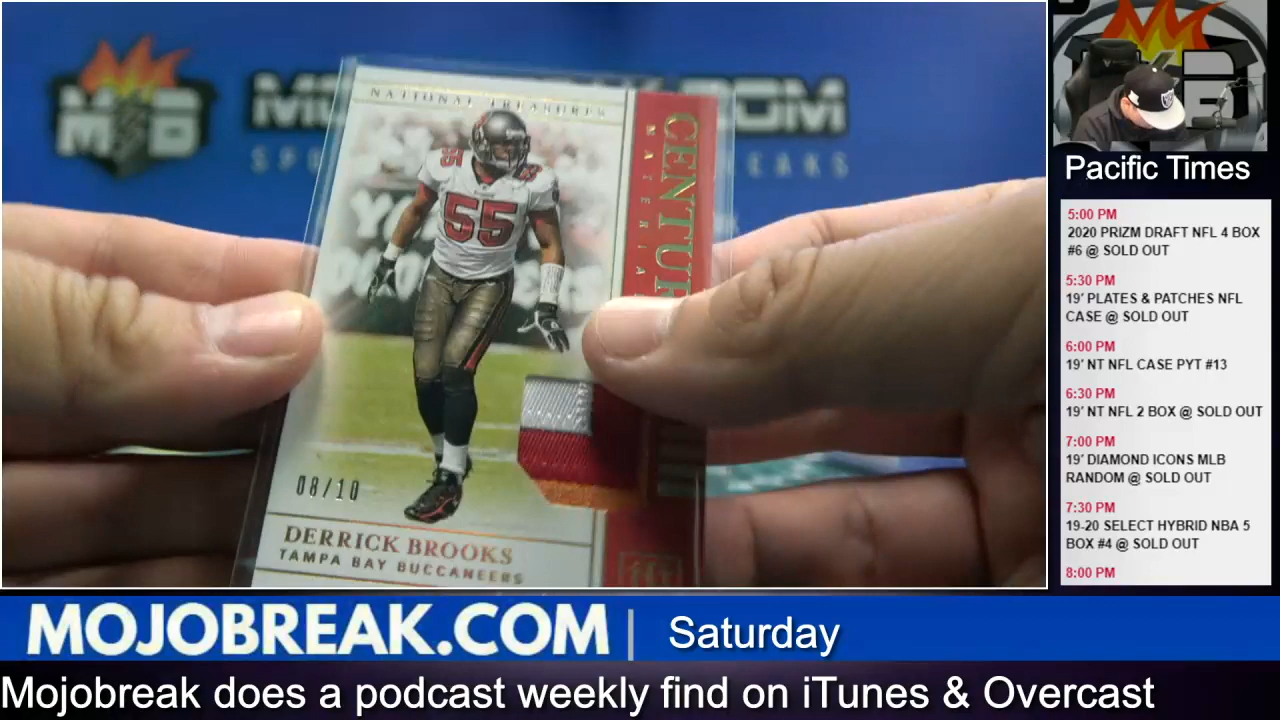 NATIONAL TREASURES
MATERIA
55
08/10
DERRICK BROOKS
TAMPA BAY BUCCANEERS
Pacific Times
5:00 PM
2020 PRIZM DRAFT NFL 4 BOX
#6 @ SOLD OUT
5:30 PM
19' PLATES & PATCHES NFL
CASE @ SOLD OUT
6:00 PM
19' NT NFL CASE PYT #13
6:30 PM
19' NT NFL 2 BOX @ SOLD OUT
7:00 PM
19' DIAMOND ICONS MLB
RANDOM @ SOLD OUT
7:30 PM
19-20 SELECT HYBRID NBA 5
BOX #4 @ SOLD OUT
8:00 PM
MOJOBREAK.COM | Saturday
Mojobreak does a podcast weekly find on iTunes & Overcast